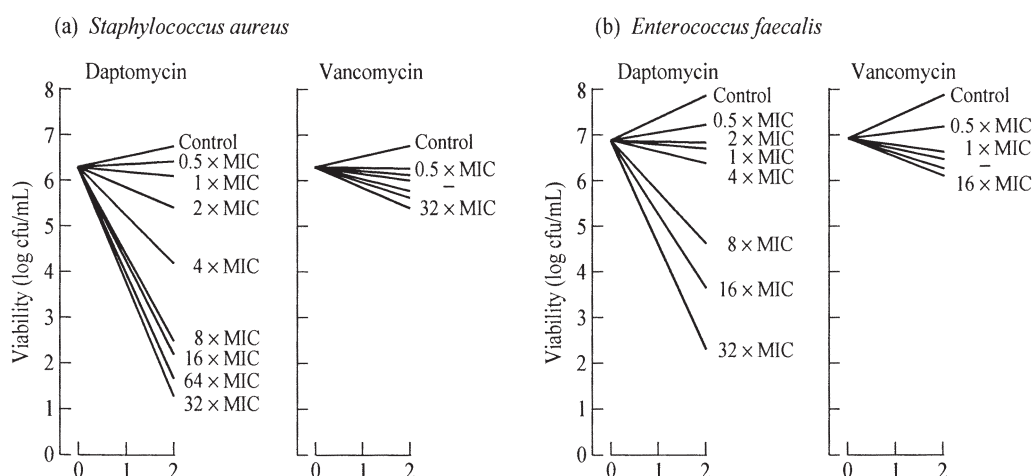 (a) Staphylococcus aureus
Daptomycin
Vancomycin
Viability (log cfu/mL)
8
7
6
5
4
3
2
1
0
0 1 2
Control
0.5 × MIC
1 × MIC
2 × MIC
4 × MIC
8 × MIC
16 × MIC
64 × MIC
32 × MIC
Control
0.5 × MIC
–
32 × MIC
0 1 2
(b) Enterococcus faecalis
Daptomycin
Vancomycin
Viability (log cfu/mL)
8
7
6
5
4
3
2
1
0
0 1 2
Control
0.5 × MIC
2 × MIC
1 × MIC
4 × MIC
8 × MIC
16 × MIC
32 × MIC
Control
0.5 × MIC
1 × MIC
–
16 × MIC
0 1 2